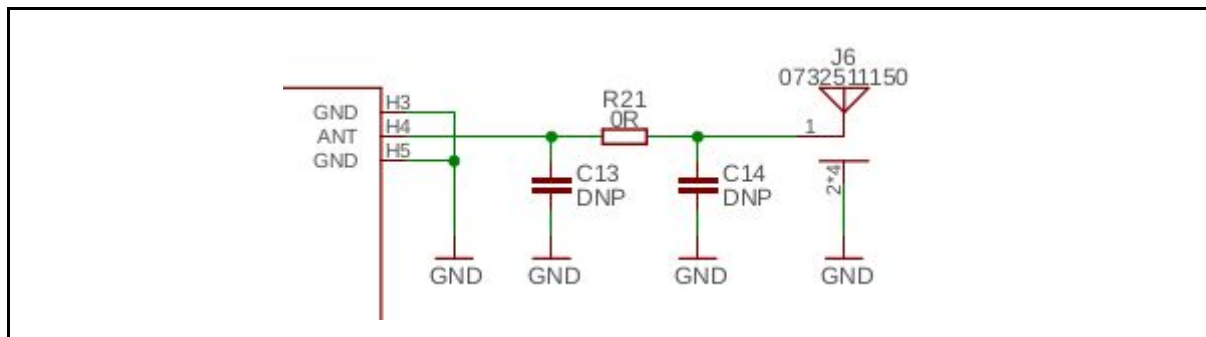 J6
0732511150
R21
0R
GND
H3
ANT
H4
GND
H5
1
C13
DNP
C14
DNP
2*4
GND
GND
GND
GND